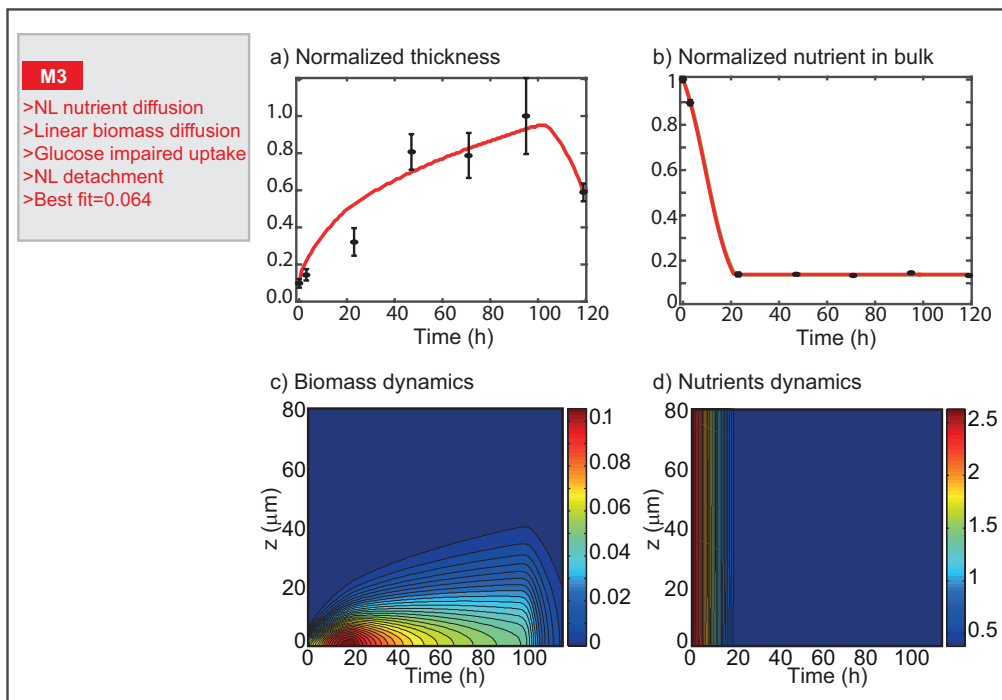 M3
>NL nutrient diffusion
>Linear biomass diffusion
>Glucose impaired uptake
>NL detachment
>Best fit=0.064
a) Normalized thickness
1.0
0.8
0.6
0.4
0.2
0.0
0 20 40 60 80 100 120
Time (h)
b) Normalized nutrient in bulk
1
0.8
0.6
0.4
0.2
0
0 20 40 60 80 100 120
Time (h)
c) Biomass dynamics
80
60
40
20
0
z (μm)
0 20 40 60 80 100
Time (h)
0.1
0.08
0.06
0.04
0.02
0
d) Nutrients dynamics
80
60
40
20
0
z (μm)
0 20 40 60 80 100
Time (h)
2.5
2
1.5
1
0.5